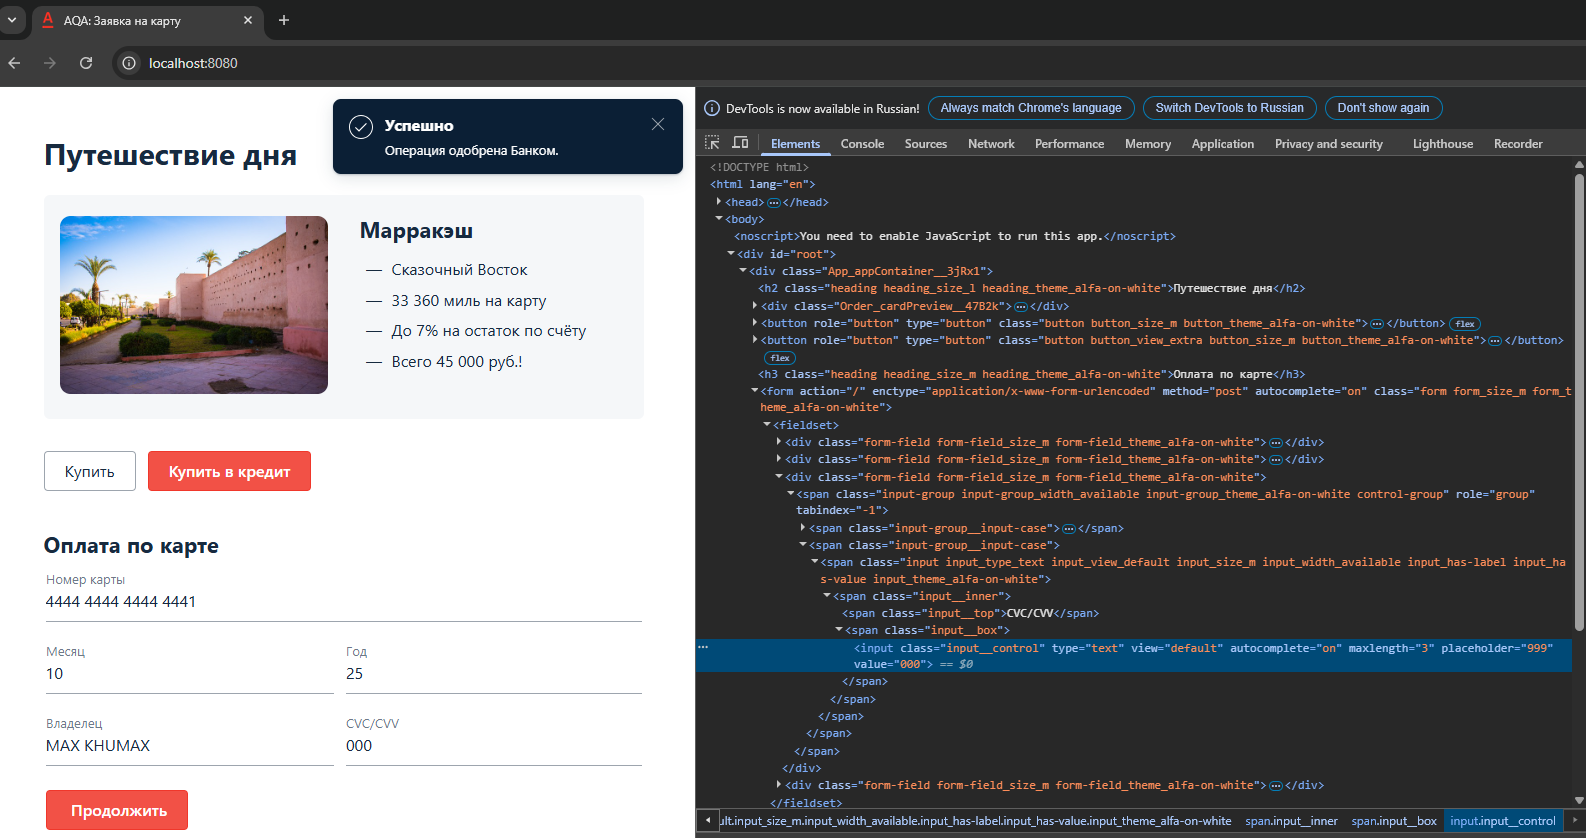 AQA: Заявка на карту
localhost:8080
Успешно
Операция одобрена Банком.
Путешествие дня
Марракэш
— Сказочный Восток
— 33 360 миль на карту
— До 7% на остаток по счёту
— Всего 45 000 руб.!
Купить
Купить в кредит
Оплата по карте
Номер карты
4444 4444 4444 4441
Месяц
Год
10
25
Владелец
CVC/CVV
MAX KHUMAX
000
Продолжить
DevTools is now available in Russian!
Always match Chrome's language
Switch DevTools to Russian
Don't show again
Elements
Console
Sources
Network
Performance
Memory
Application
Privacy and security
Lighthouse
Recorder
<!DOCTYPE html>
<html lang="en">
<head> … </head>
<body>
<noscript>You need to enable JavaScript to run this app.</noscript>
<div id="root">
<div class="App_appContainer__3jRx1">
<h2 class="heading heading_size_l heading_theme_alfa-on-white">Путешествие дня</h2>
<div class="Order_cardPreview__47B2k"> … </div>
<button role="button" type="button" class="button button_size_m button_theme_alfa-on-white"> … </button> flex
<button role="button" type="button" class="button button_view_extra button_size_m button_theme_alfa-on-white"> … </button>
flex
<h3 class="heading heading_size_m heading_theme_alfa-on-white">Оплата по карте</h3>
<form action="/" enctype="application/x-www-form-urlencoded" method="post" autocomplete="on" class="form form_size_m form_t
heme_alfa-on-white">
<fieldset>
<div class="form-field form-field_size_m form-field_theme_alfa-on-white"> … </div>
<div class="form-field form-field_size_m form-field_theme_alfa-on-white"> … </div>
<div class="form-field form-field_size_m form-field_theme_alfa-on-white">
<span class="input-group input-group_width_available input-group_theme_alfa-on-white control-group" role="group"
tabindex="-1">
<span class="input-group__input-case"> … </span>
<span class="input-group__input-case">
<span class="input input_type_text input_view_default input_size_m input_width_available input_has-label input_ha
s-value input_theme_alfa-on-white">
<span class="input__inner">
<span class="input__top">CVC/CVV</span>
<span class="input__box">
<input class="input__control" type="text" view="default" autocomplete="on" maxlength="3" placeholder="999"
value="000"> == $0
</span>
</span>
</span>
</span>
</span>
</div>
<div class="form-field form-field_size_m form-field_theme_alfa-on-white"> … </div>
</fieldset>
ult.input_size_m.input_width_available.input_has-label.input_has-value.input_theme_alfa-on-white
span.input__inner
span.input__box
input.input__control